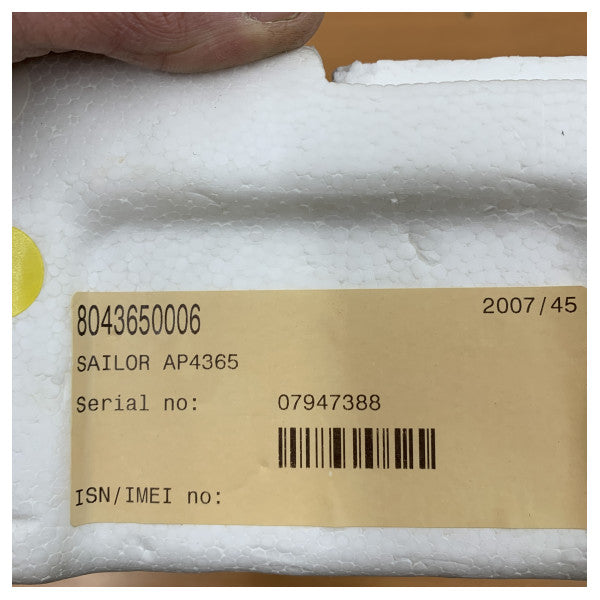 8043650006 2007/45
SAILOR AP4365
Serial no: 07947388
ISN/IMEI no: